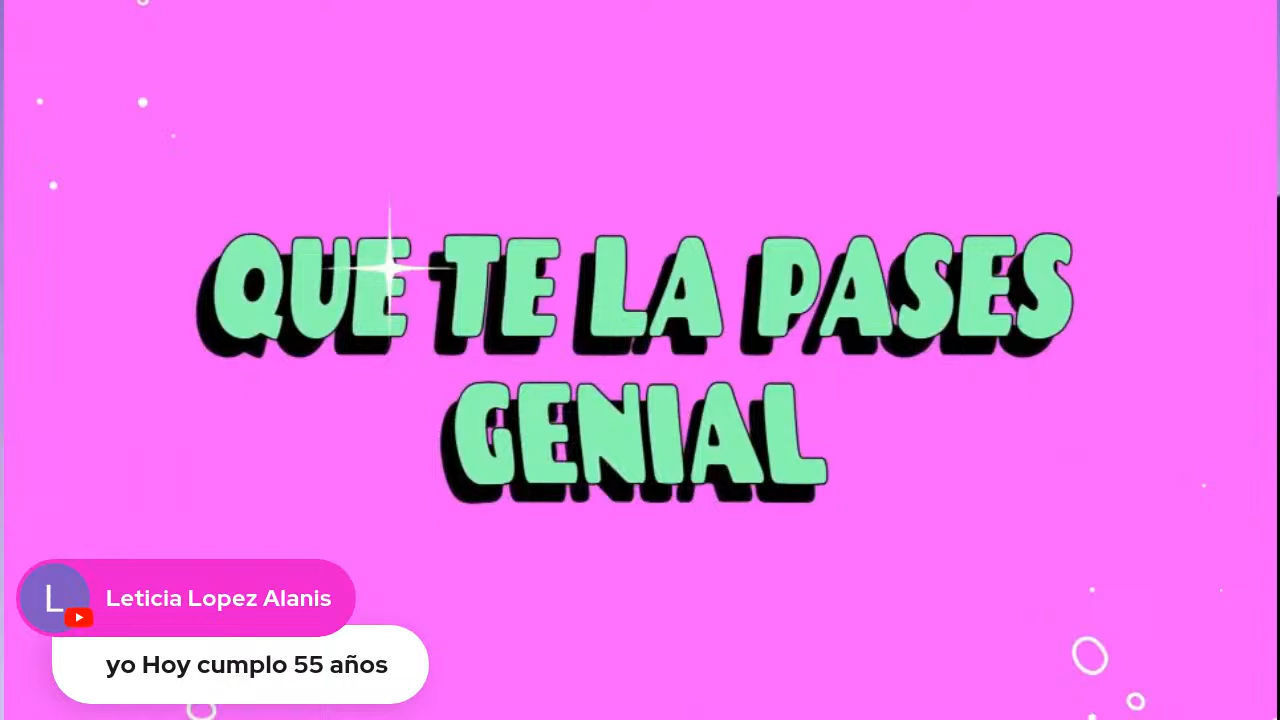 QUE TE LA PASES
GENIAL
L
Leticia Lopez Alanis
yo Hoy cumplo 55 años